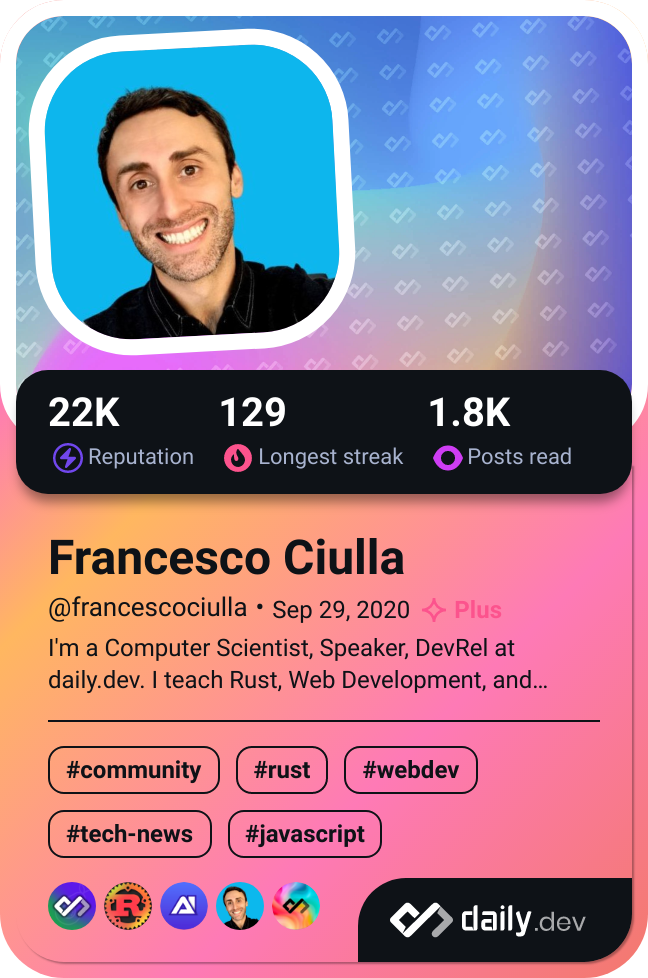 22K 129 1.8K
Reputation Longest streak Posts read
Francesco Ciulla
@francescociulla • Sep 29, 2020 Plus
I'm a Computer Scientist, Speaker, DevRel at
daily.dev. I teach Rust, Web Development, and...
#community #rust #webdev
#tech-news #javascript
R AI
daily.dev